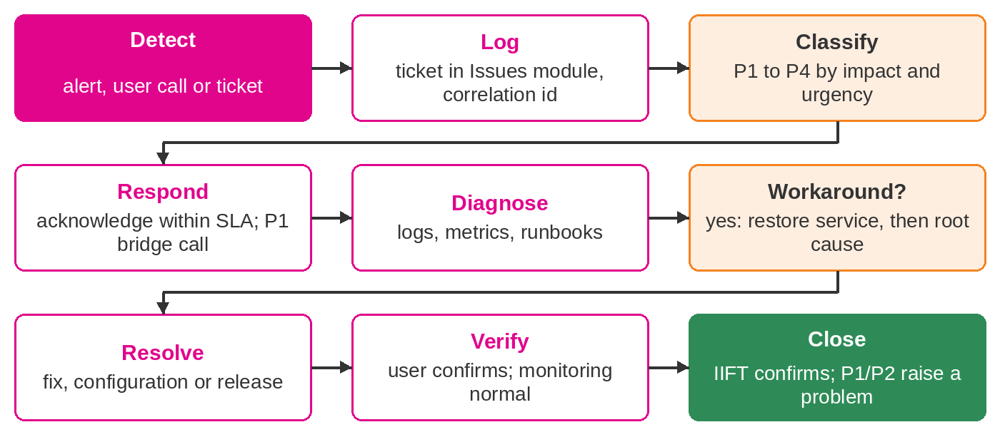 Detect
alert, user call or ticket
Log
ticket in Issues module,
correlation id
Classify
P1 to P4 by impact and
urgency
Respond
acknowledge within SLA; P1
bridge call
Diagnose
logs, metrics, runbooks
Workaround?
yes: restore service, then root
cause
Resolve
fix, configuration or release
Verify
user confirms; monitoring
normal
Close
IIFT confirms; P1/P2 raise a
problem